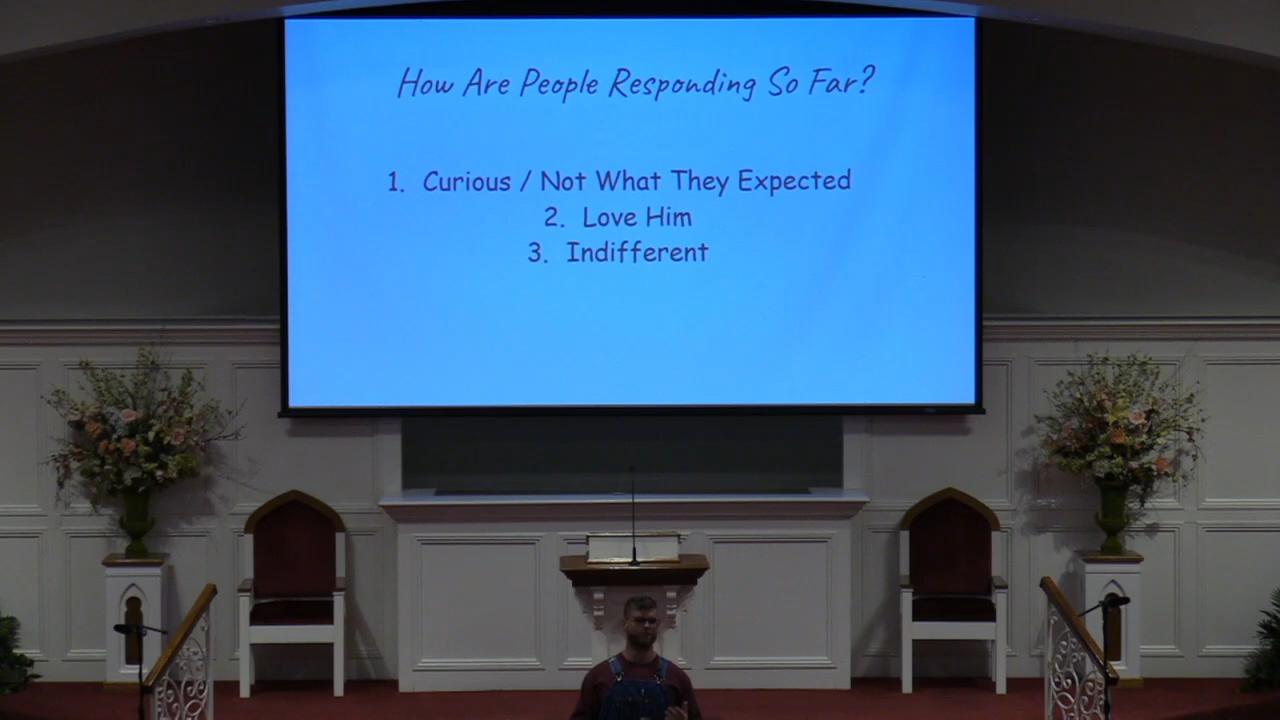 How Are People Responding So Far?
1. Curious / Not What They Expected
2. Love Him
3. Indifferent